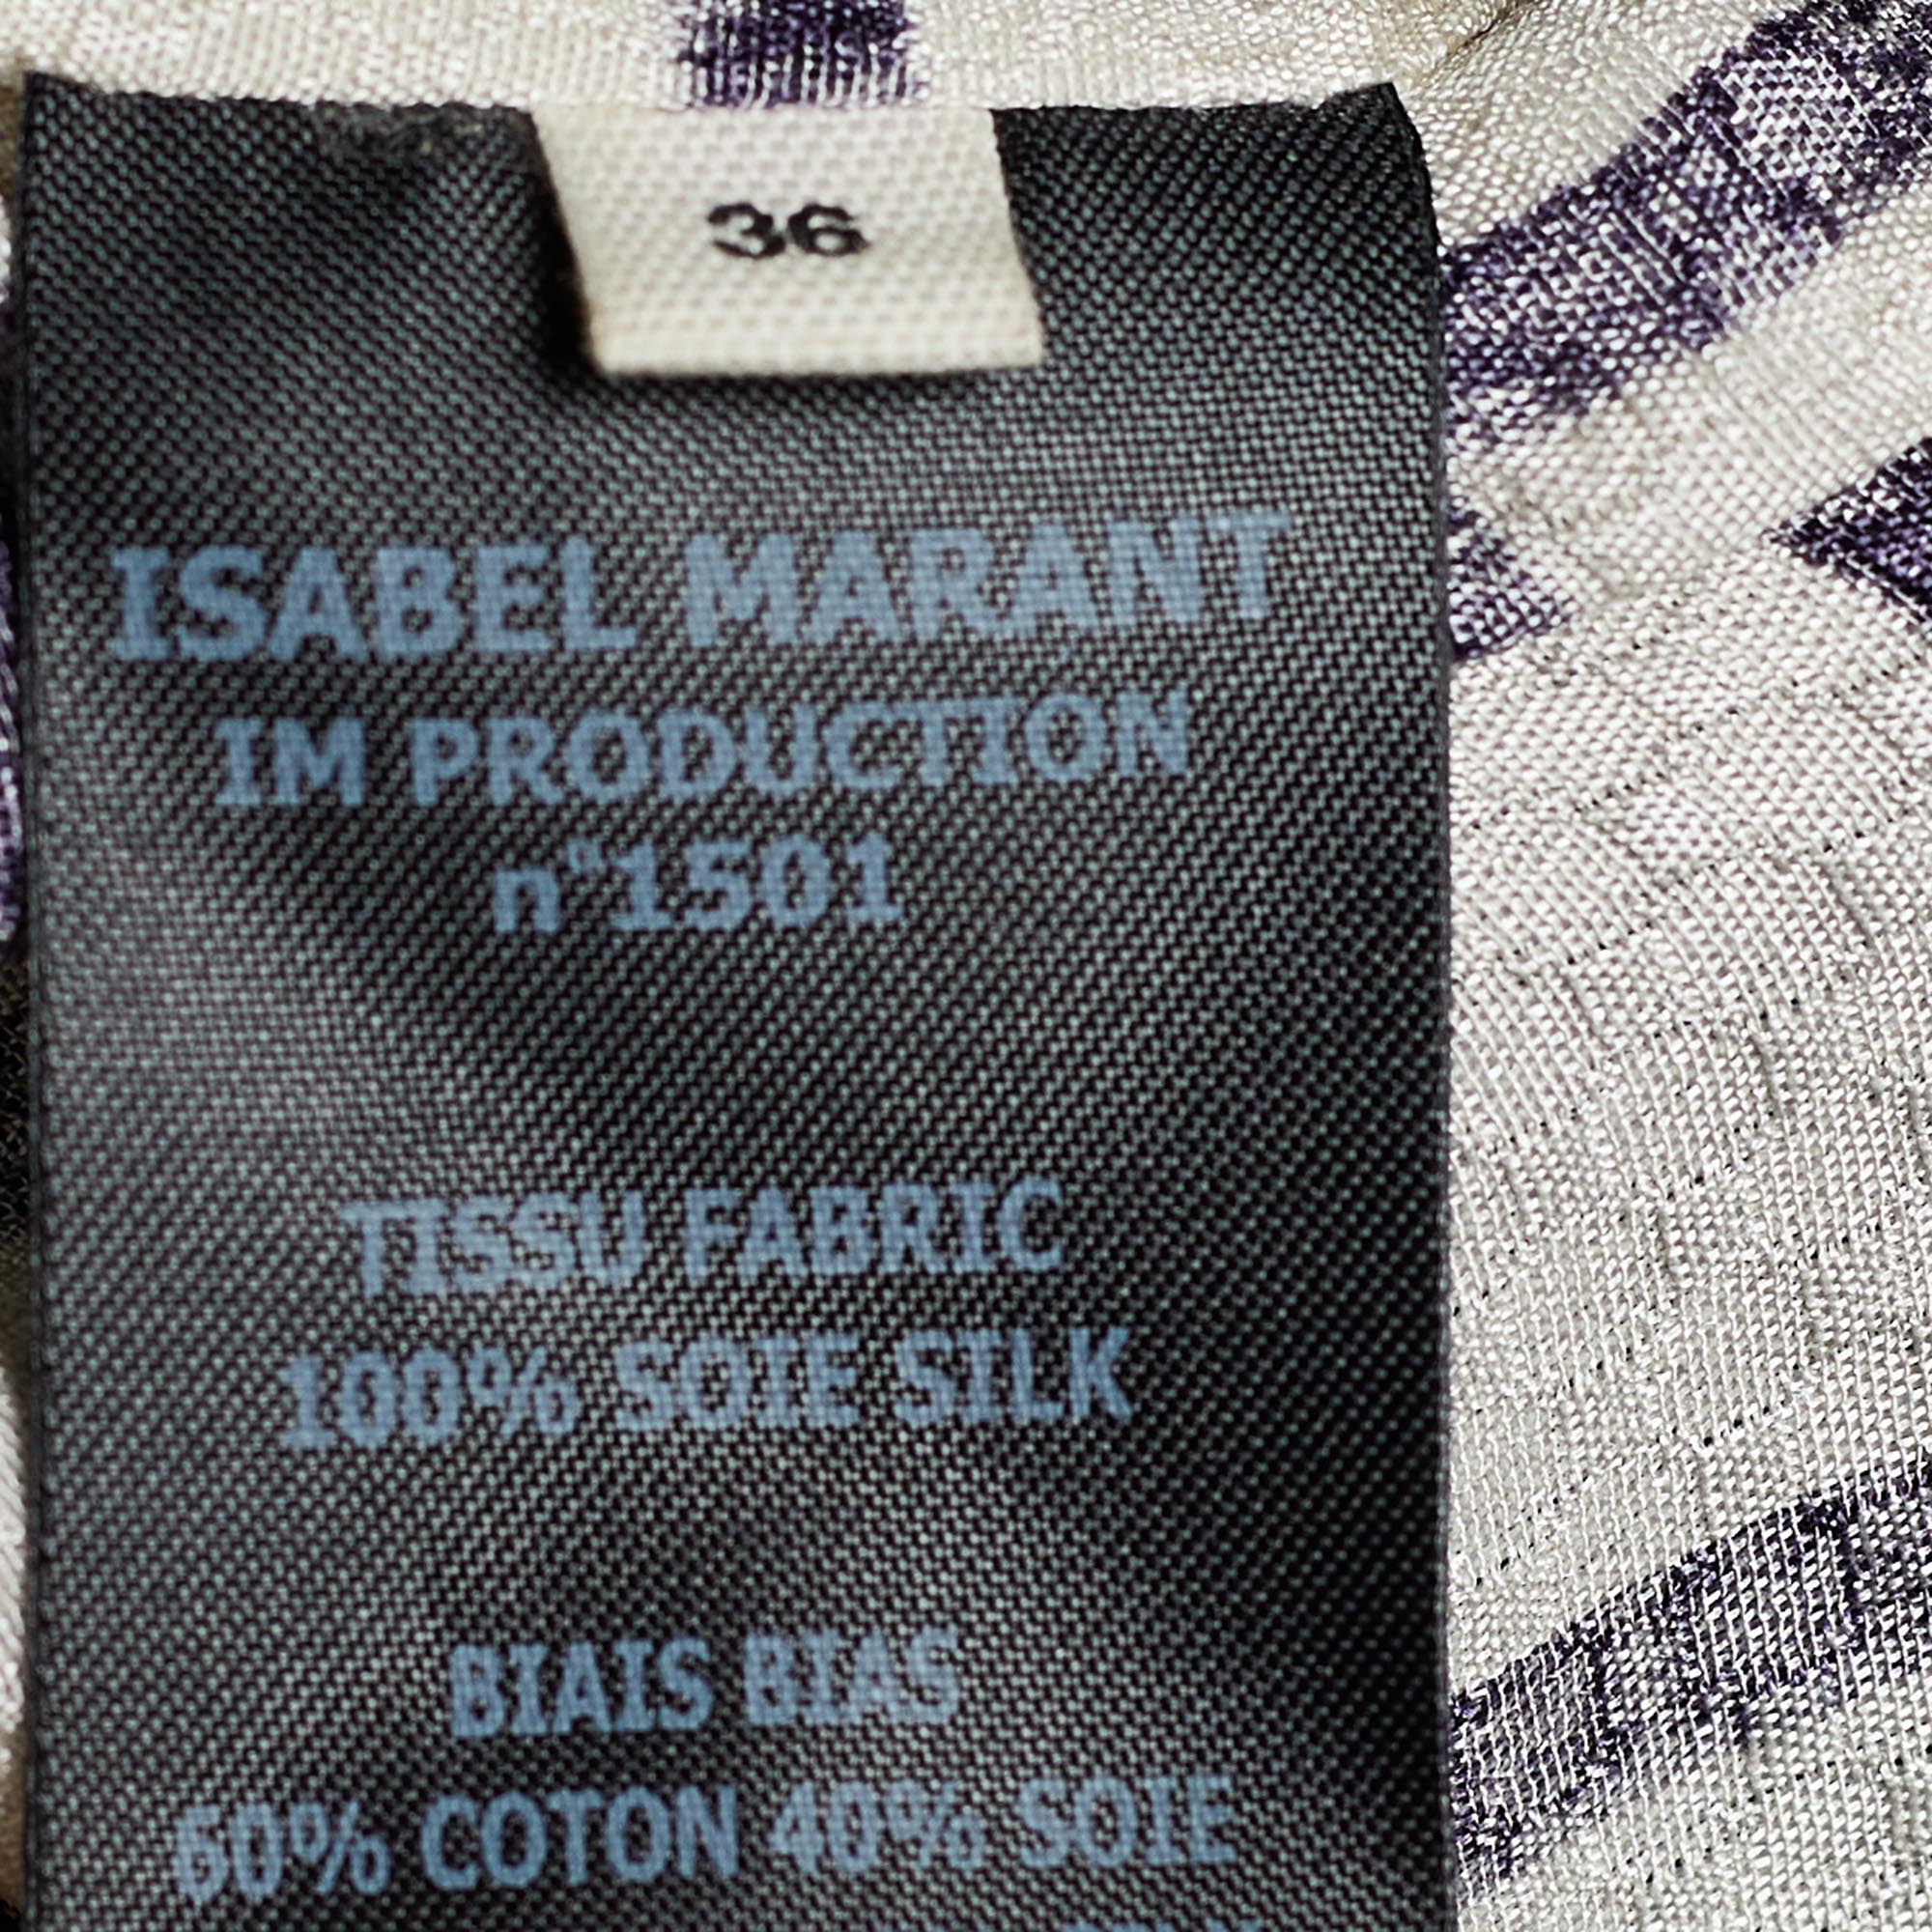 36
ISABEL MARANT
IM PRODUCTION
n°1501
TISSU FABRIC
100% SOIE SILK
BIAIS BIAS
60% COTON 40% SOIE